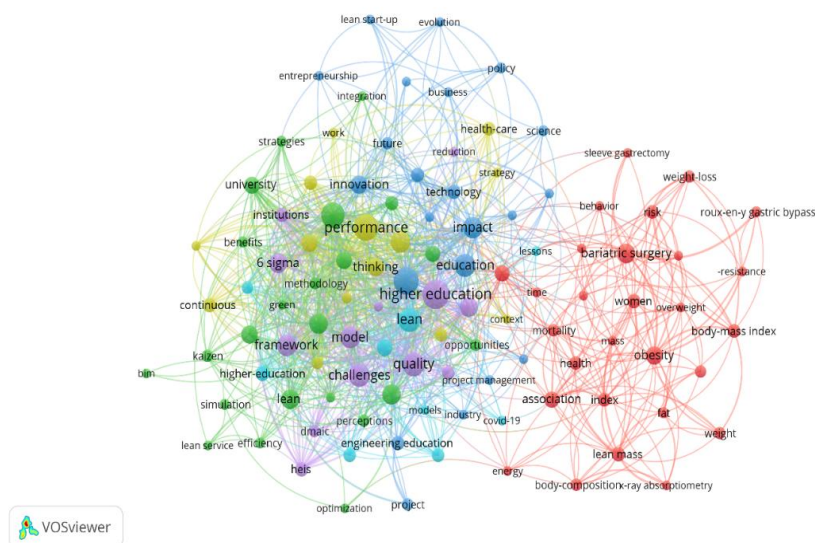 lean start-up
evolution
policy
entrepreneurship
business
integration
health-care
work
science
strategies
future
reduction
sleeve gastrectomy
strategy
weight-loss
university
innovation
technology
behavior
risk
roux-en-y gastric bypass
institutions
performance
impact
benefits
lessons
bariatric surgery
6 sigma
thinking
education
-resistance
methodology
higher education
time
women
continuous
green
overweight
lean
context
mortality
body-mass index
framework
model
mass
kaizen
opportunities
obesity
quality
health
bim
higher-education
challenges
project management
lean
association
index
simulation
models
industry
covid-19
fat
perceptions
dmaic
lean service
efficiency
engineering education
weight
lean mass
heis
energy
body-composition
x-ray absorptiometry
optimization
project
VOSviewer